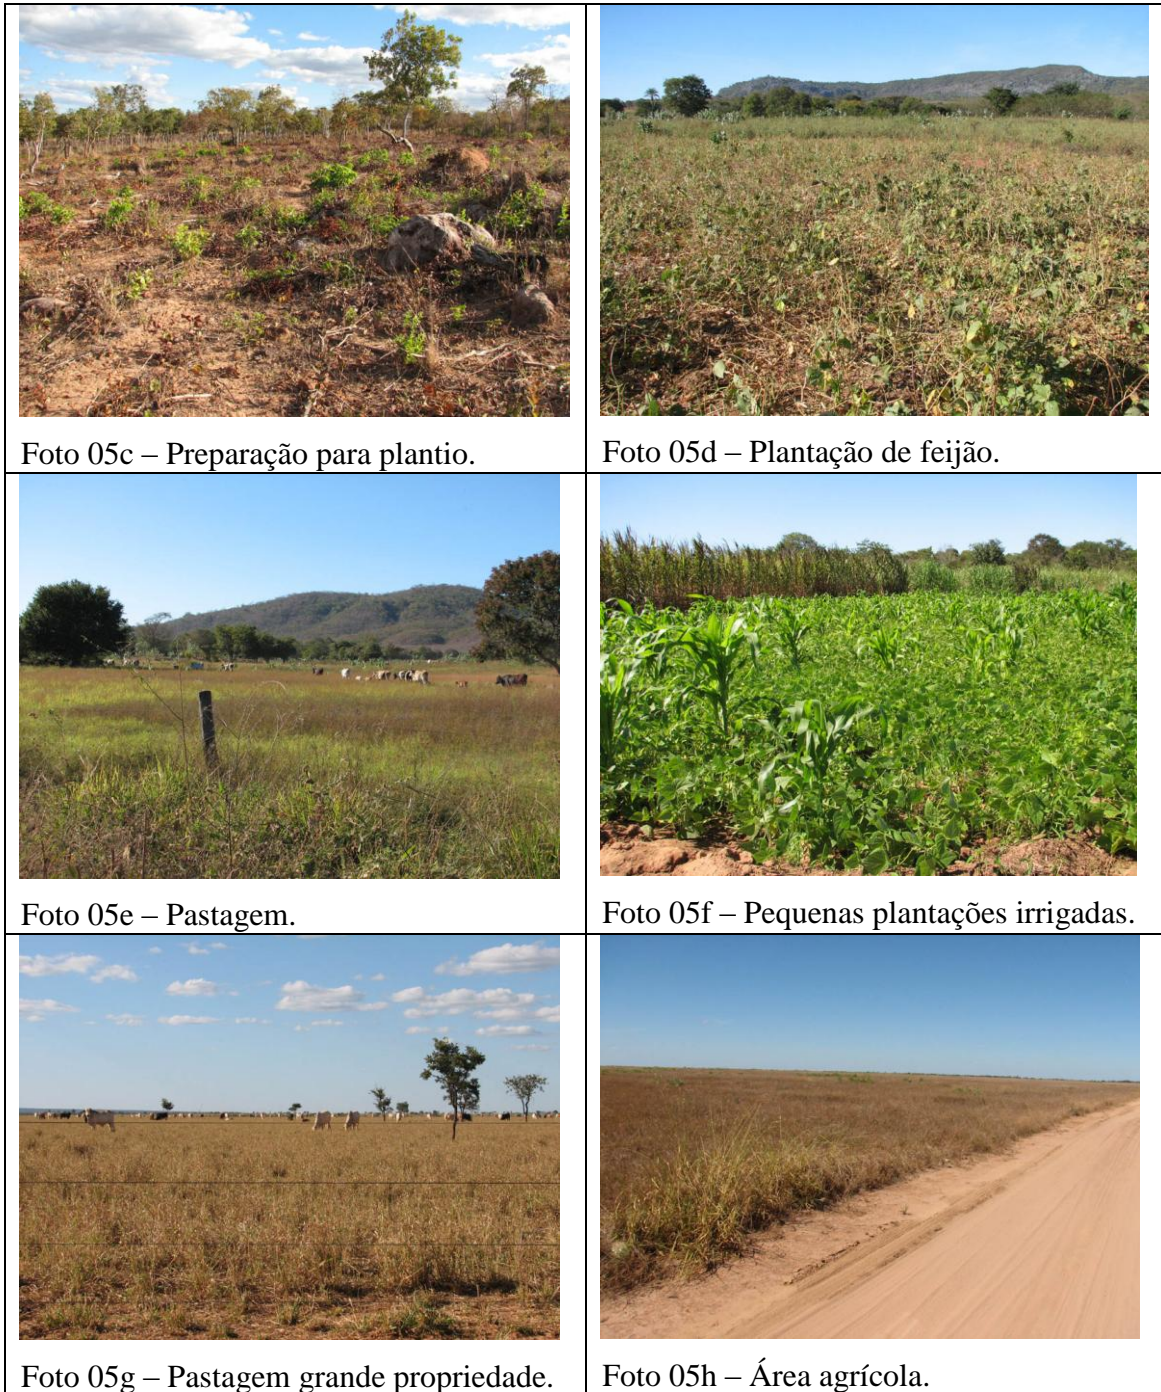 Foto 05c – Preparação para plantio.
Foto 05d – Plantação de feijão.
Foto 05e – Pastagem.
Foto 05f – Pequenas plantações irrigadas.
Foto 05g – Pastagem grande propriedade.
Foto 05h – Área agrícola.